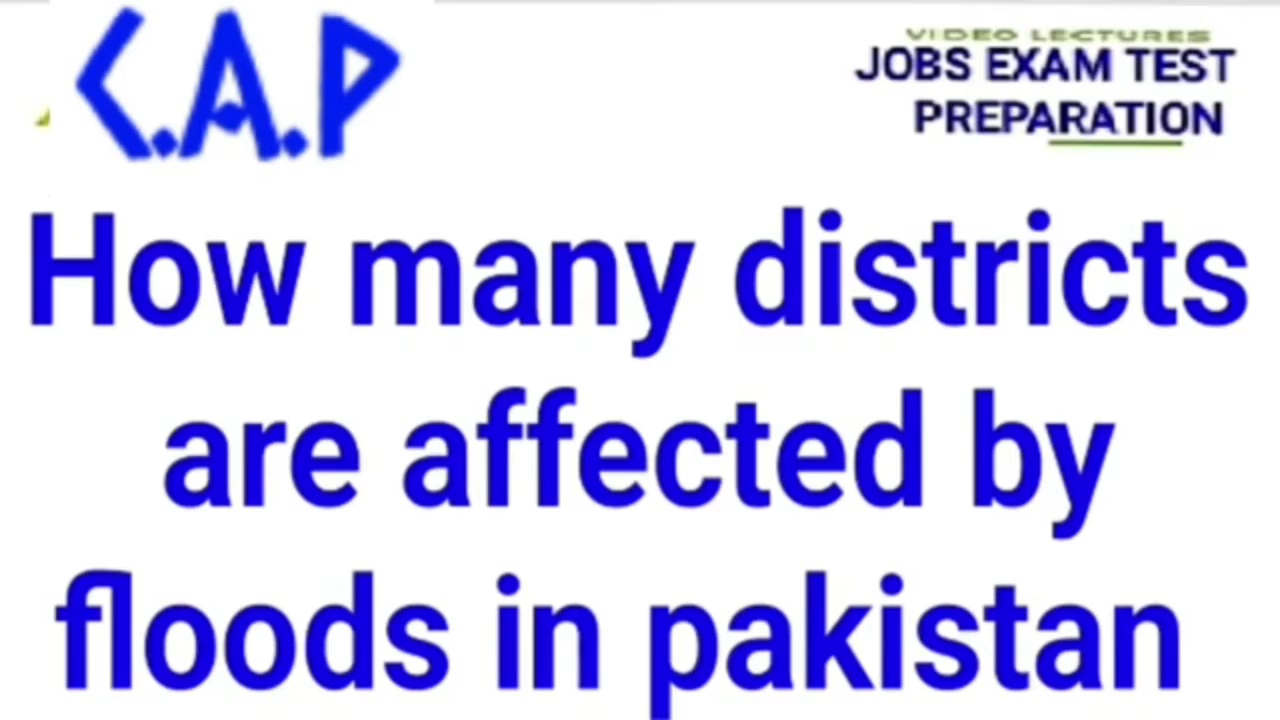 C.A.P
VIDEO LECTURES
JOBS EXAM TEST
PREPARATION
How many districts
are affected by
floods in pakistan